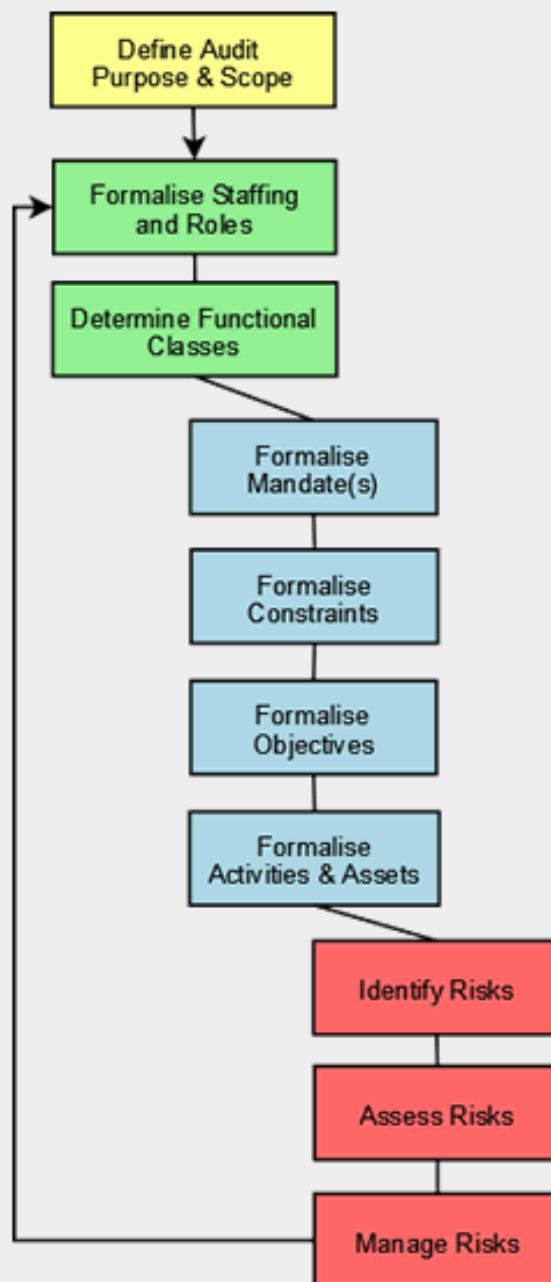 Define Audit
Purpose & Scope
Formalise Staffing
and Roles
Determine Functional
Classes
Formalise
Mandate(s)
Formalise
Constraints
Formalise
Objectives
Formalise
Activities & Assets
Identify Risks
Assess Risks
Manage Risks